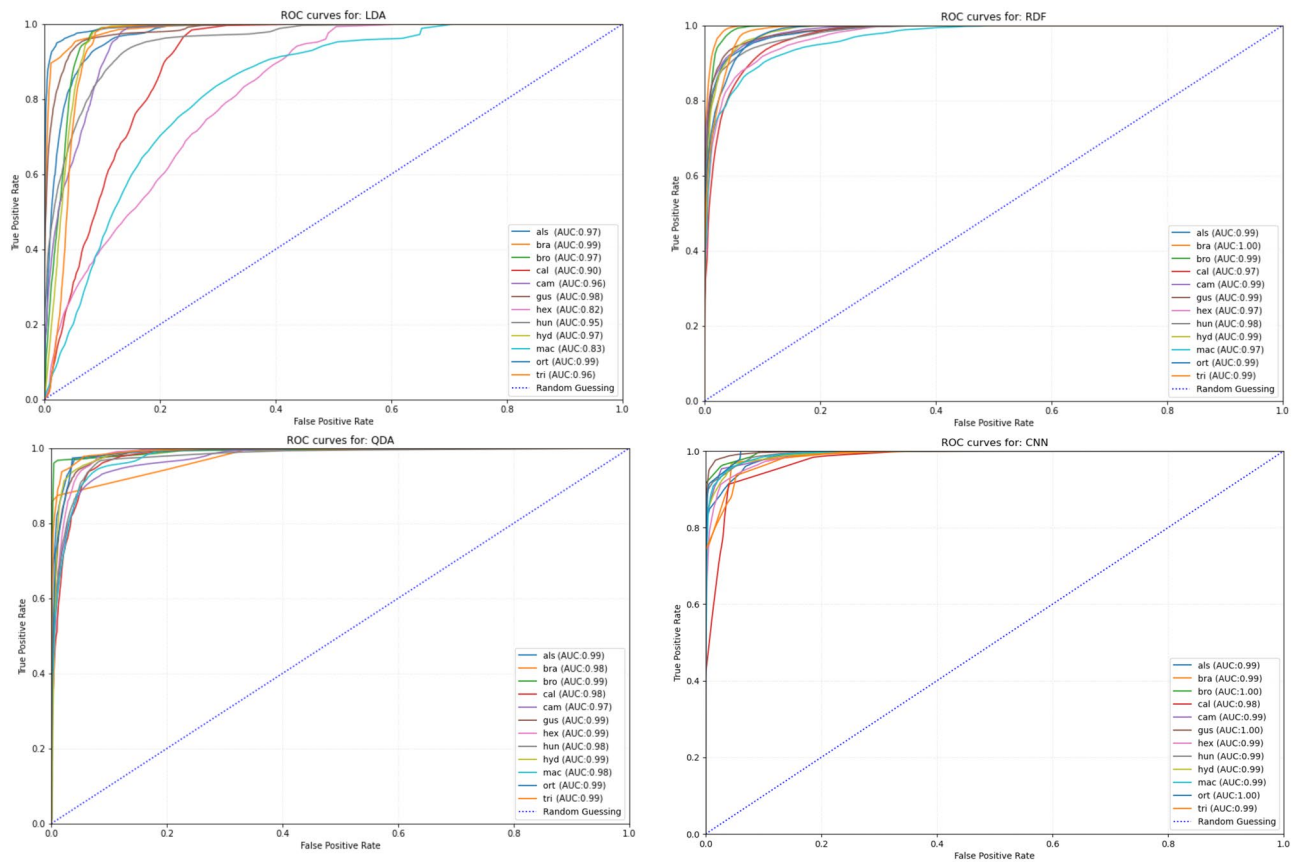 ROC curves for: LDA
True Positive Rate
1.0
0.8
0.6
0.4
0.2
0.0
als (AUC:0.97)
bra (AUC:0.99)
bro (AUC:0.97)
cal (AUC:0.90)
cam (AUC:0.96)
gus (AUC:0.98)
hex (AUC:0.82)
hun (AUC:0.95)
hyd (AUC:0.97)
mac (AUC:0.83)
ort (AUC:0.99)
tri (AUC:0.96)
Random Guessing
0.0 0.2 0.4 0.6 0.8 1.0
False Positive Rate
ROC curves for: RDF
True Positive Rate
1.0
0.8
0.6
0.4
0.2
0.0
als (AUC:0.99)
bra (AUC:1.00)
bro (AUC:0.99)
cal (AUC:0.97)
cam (AUC:0.99)
gus (AUC:0.99)
hex (AUC:0.97)
hun (AUC:0.98)
hyd (AUC:0.99)
mac (AUC:0.97)
ort (AUC:0.99)
tri (AUC:0.99)
Random Guessing
0.0 0.2 0.4 0.6 0.8 1.0
False Positive Rate
ROC curves for: QDA
True Positive Rate
1.0
0.8
0.6
0.4
0.2
0.0
als (AUC:0.99)
bra (AUC:0.98)
bro (AUC:0.99)
cal (AUC:0.98)
cam (AUC:0.97)
gus (AUC:0.99)
hex (AUC:0.99)
hun (AUC:0.98)
hyd (AUC:0.99)
mac (AUC:0.98)
ort (AUC:0.99)
tri (AUC:0.99)
Random Guessing
0.0 0.2 0.4 0.6 0.8 1.0
False Positive Rate
ROC curves for: CNN
True Positive Rate
1.0
0.8
0.6
0.4
0.2
0.0
als (AUC:0.99)
bra (AUC:0.99)
bro (AUC:1.00)
cal (AUC:0.98)
cam (AUC:0.99)
gus (AUC:1.00)
hex (AUC:0.99)
hun (AUC:0.99)
hyd (AUC:0.99)
mac (AUC:0.99)
ort (AUC:1.00)
tri (AUC:0.99)
Random Guessing
0.0 0.2 0.4 0.6 0.8 1.0
False Positive Rate